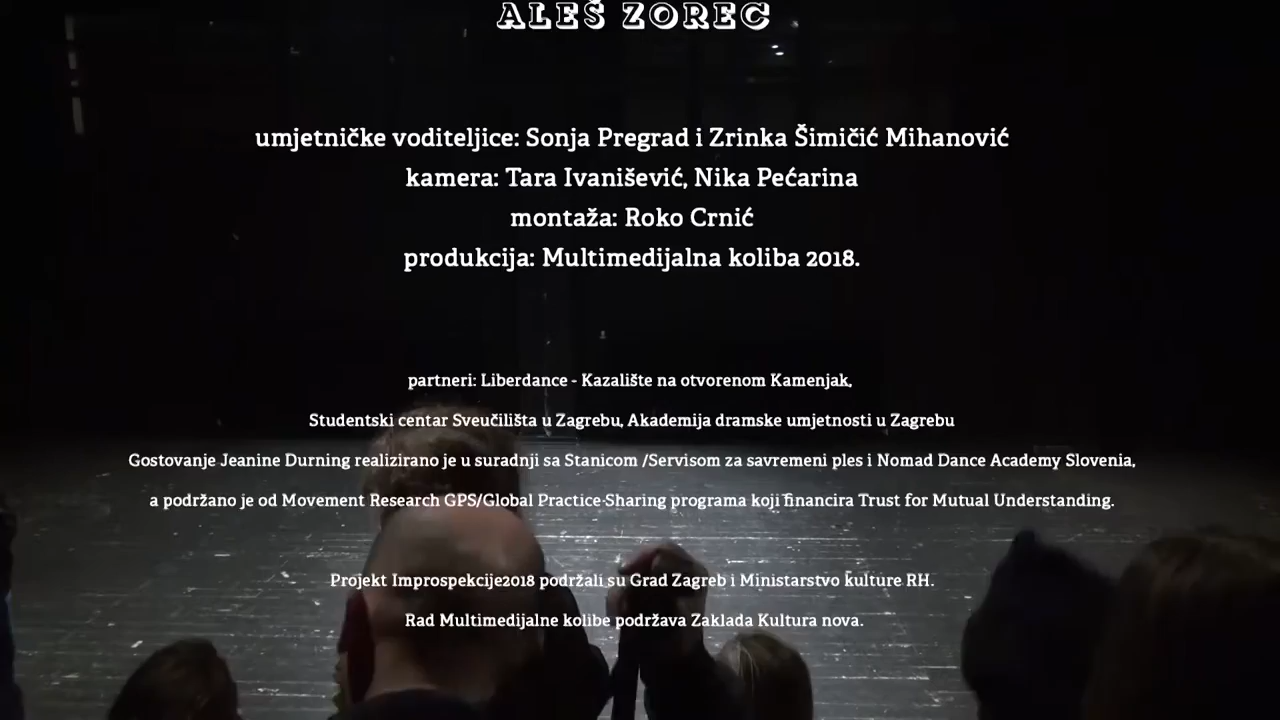 ALEŠ ZOREC
umjetničke voditeljice: Sonja Pregrad i Zrinka Šimičić Mihanović
kamera: Tara Ivanišević, Nika Pećarina
montaža: Roko Crnić
produkcija: Multimedijalna koliba 2018.
partneri: Liberdance - Kazalište na otvorenom Kamenjak,
Studentski centar Sveučilišta u Zagrebu, Akademija dramske umjetnosti u Zagrebu
Gostovanje Jeanine Durning realizirano je u suradnji sa Stanicom /Servisom za savremeni ples i Nomad Dance Academy Slovenia,
a podržano je od Movement Research GPS/Global Practice-Sharing programa koji financira Trust for Mutual Understanding.
Projekt Improspekcije2018 podržali su Grad Zagreb i Ministarstvo kulture RH.
Rad Multimedijalne kolibe podržava Zaklada Kultura nova.